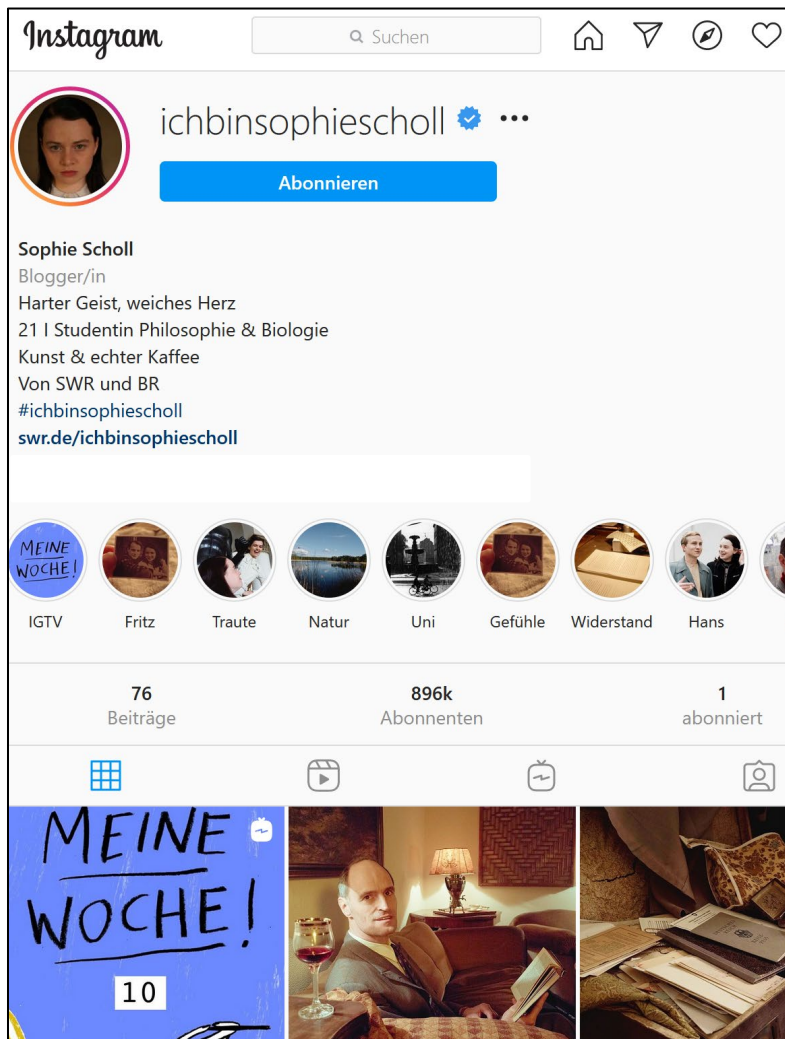 Instagram
Suchen
ichbinsophiescholl
Abonnieren
Sophie Scholl
Blogger/in
Harter Geist, weiches Herz
21 I Studentin Philosophie & Biologie
Kunst & echter Kaffee
Von SWR und BR
#ichbinsophiescholl
swr.de/ichbinsophiescholl
MEINE
WOCHE!
IGTV Fritz Traute Natur Uni Gefühle Widerstand Hans
76 896k 1
Beiträge Abonnenten abonniert
MEINE
WOCHE!
10